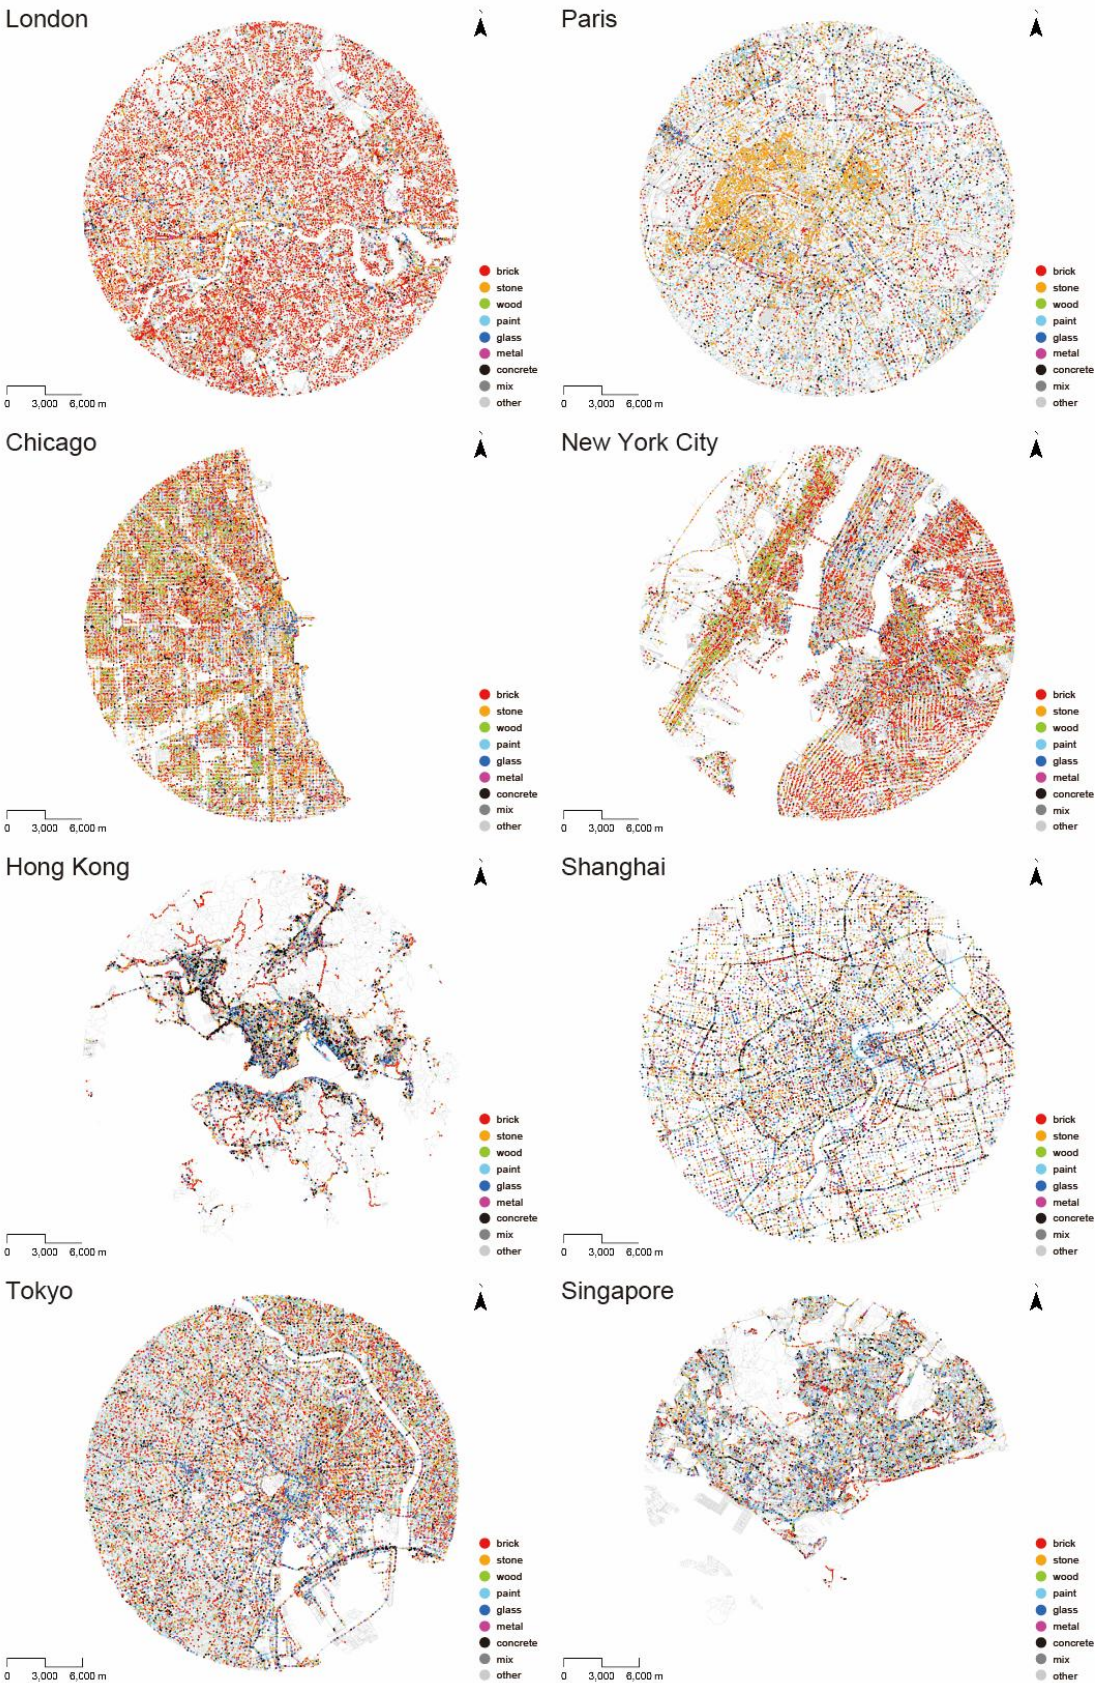 London
brick
stone
wood
paint
glass
metal
concrete
mix
other
0 3,000 6,000 m
Paris
brick
stone
wood
paint
glass
metal
concrete
mix
other
0 3,000 6,000 m
Chicago
brick
stone
wood
paint
glass
metal
concrete
mix
other
0 3,000 6,000 m
New York City
brick
stone
wood
paint
glass
metal
concrete
mix
other
0 3,000 6,000 m
Hong Kong
brick
stone
wood
paint
glass
metal
concrete
mix
other
0 3,000 6,000 m
Shanghai
brick
stone
wood
paint
glass
metal
concrete
mix
other
0 3,000 6,000 m
Tokyo
brick
stone
wood
paint
glass
metal
concrete
mix
other
0 3,000 6,000 m
Singapore
brick
stone
wood
paint
glass
metal
concrete
mix
other
0 3,000 6,000 m